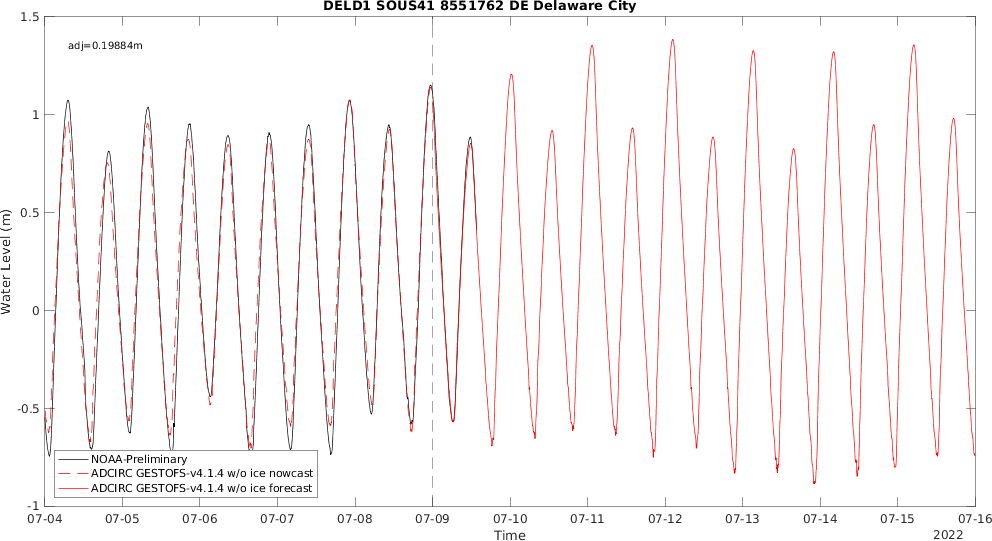 DELD1 SOUS41 8551762 DE Delaware City
adj=0.19884m
1.5
1
0.5
0
-0.5
-1
Water Level (m)
NOAA-Preliminary
ADCIRC GESTOFS-v4.1.4 w/o ice nowcast
ADCIRC GESTOFS-v4.1.4 w/o ice forecast
07-04 07-05 07-06 07-07 07-08 07-09 07-10 07-11 07-12 07-13 07-14 07-15 07-16
Time
2022